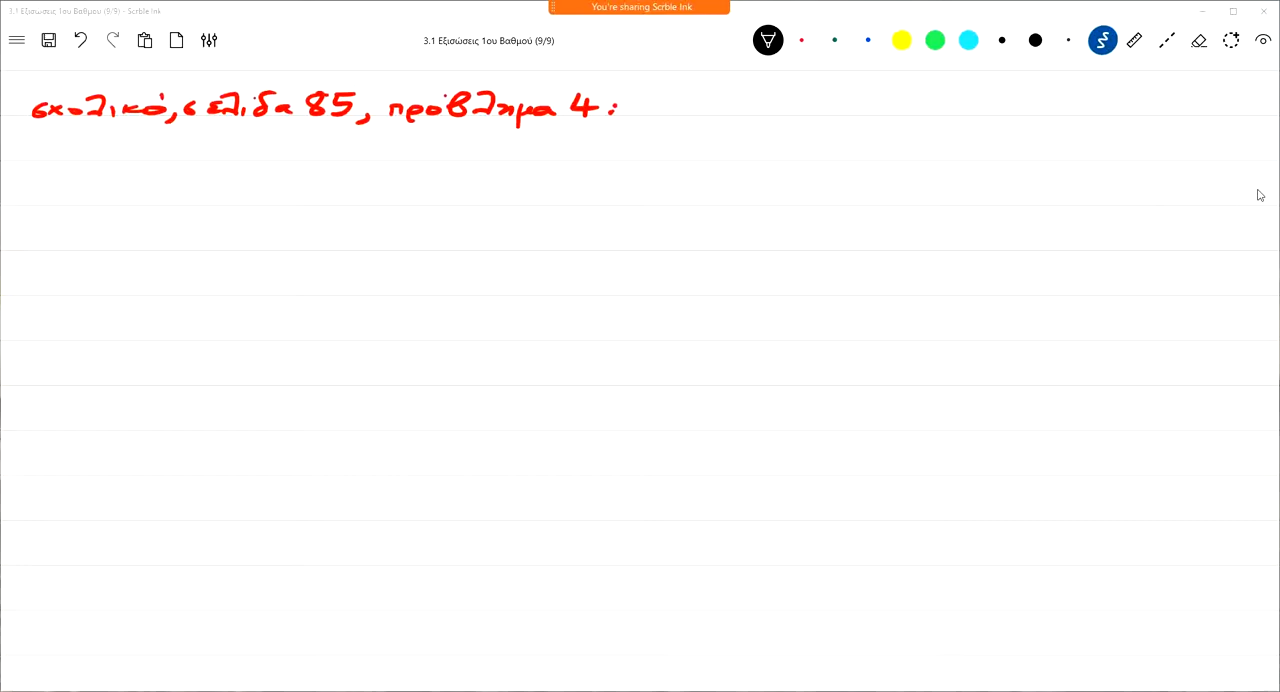 3.1 Εξισώσεις 1ου Βαθμού (9/9) - Scrble Ink
You're sharing Scrble Ink
3.1 Εξισώσεις 1ου Βαθμού (9/9)
σχολικό, σελίδα 85, πρόβλημα 4: